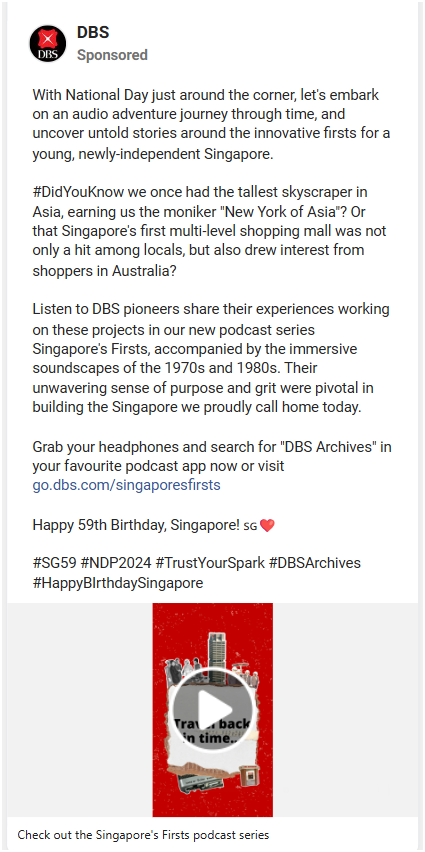 DBS
DBS
Sponsored
With National Day just around the corner, let's embark
on an audio adventure journey through time, and
uncover untold stories around the innovative firsts for a
young, newly-independent Singapore.
#DidYouKnow we once had the tallest skyscraper in
Asia, earning us the moniker "New York of Asia"? Or
that Singapore's first multi-level shopping mall was not
only a hit among locals, but also drew interest from
shoppers in Australia?
Listen to DBS pioneers share their experiences working
on these projects in our new podcast series
Singapore's Firsts, accompanied by the immersive
soundscapes of the 1970s and 1980s. Their
unwavering sense of purpose and grit were pivotal in
building the Singapore we proudly call home today.
Grab your headphones and search for "DBS Archives" in
your favourite podcast app now or visit
go.dbs.com/singaporesfirsts
Happy 59th Birthday, Singapore! SG❤️
#SG59 #NDP2024 #TrustYourSpark #DBSArchives
#HappyBIrthdaySingapore
Travel back
in time...
Check out the Singapore's Firsts podcast series